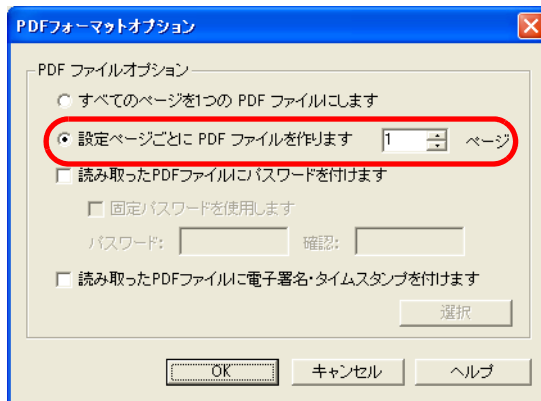 PDFフォーマットオプション
PDF ファイルオプション
すべてのページを1つの PDF ファイルにします
設定ページごとに PDF ファイルを作ります 1 ページ
読み取ったPDFファイルにパスワードを付けます
固定パスワードを使用します
パスワード: 確認:
読み取ったPDFファイルに電子署名・タイムスタンプを付けます
選択
OK キャンセル ヘルプ